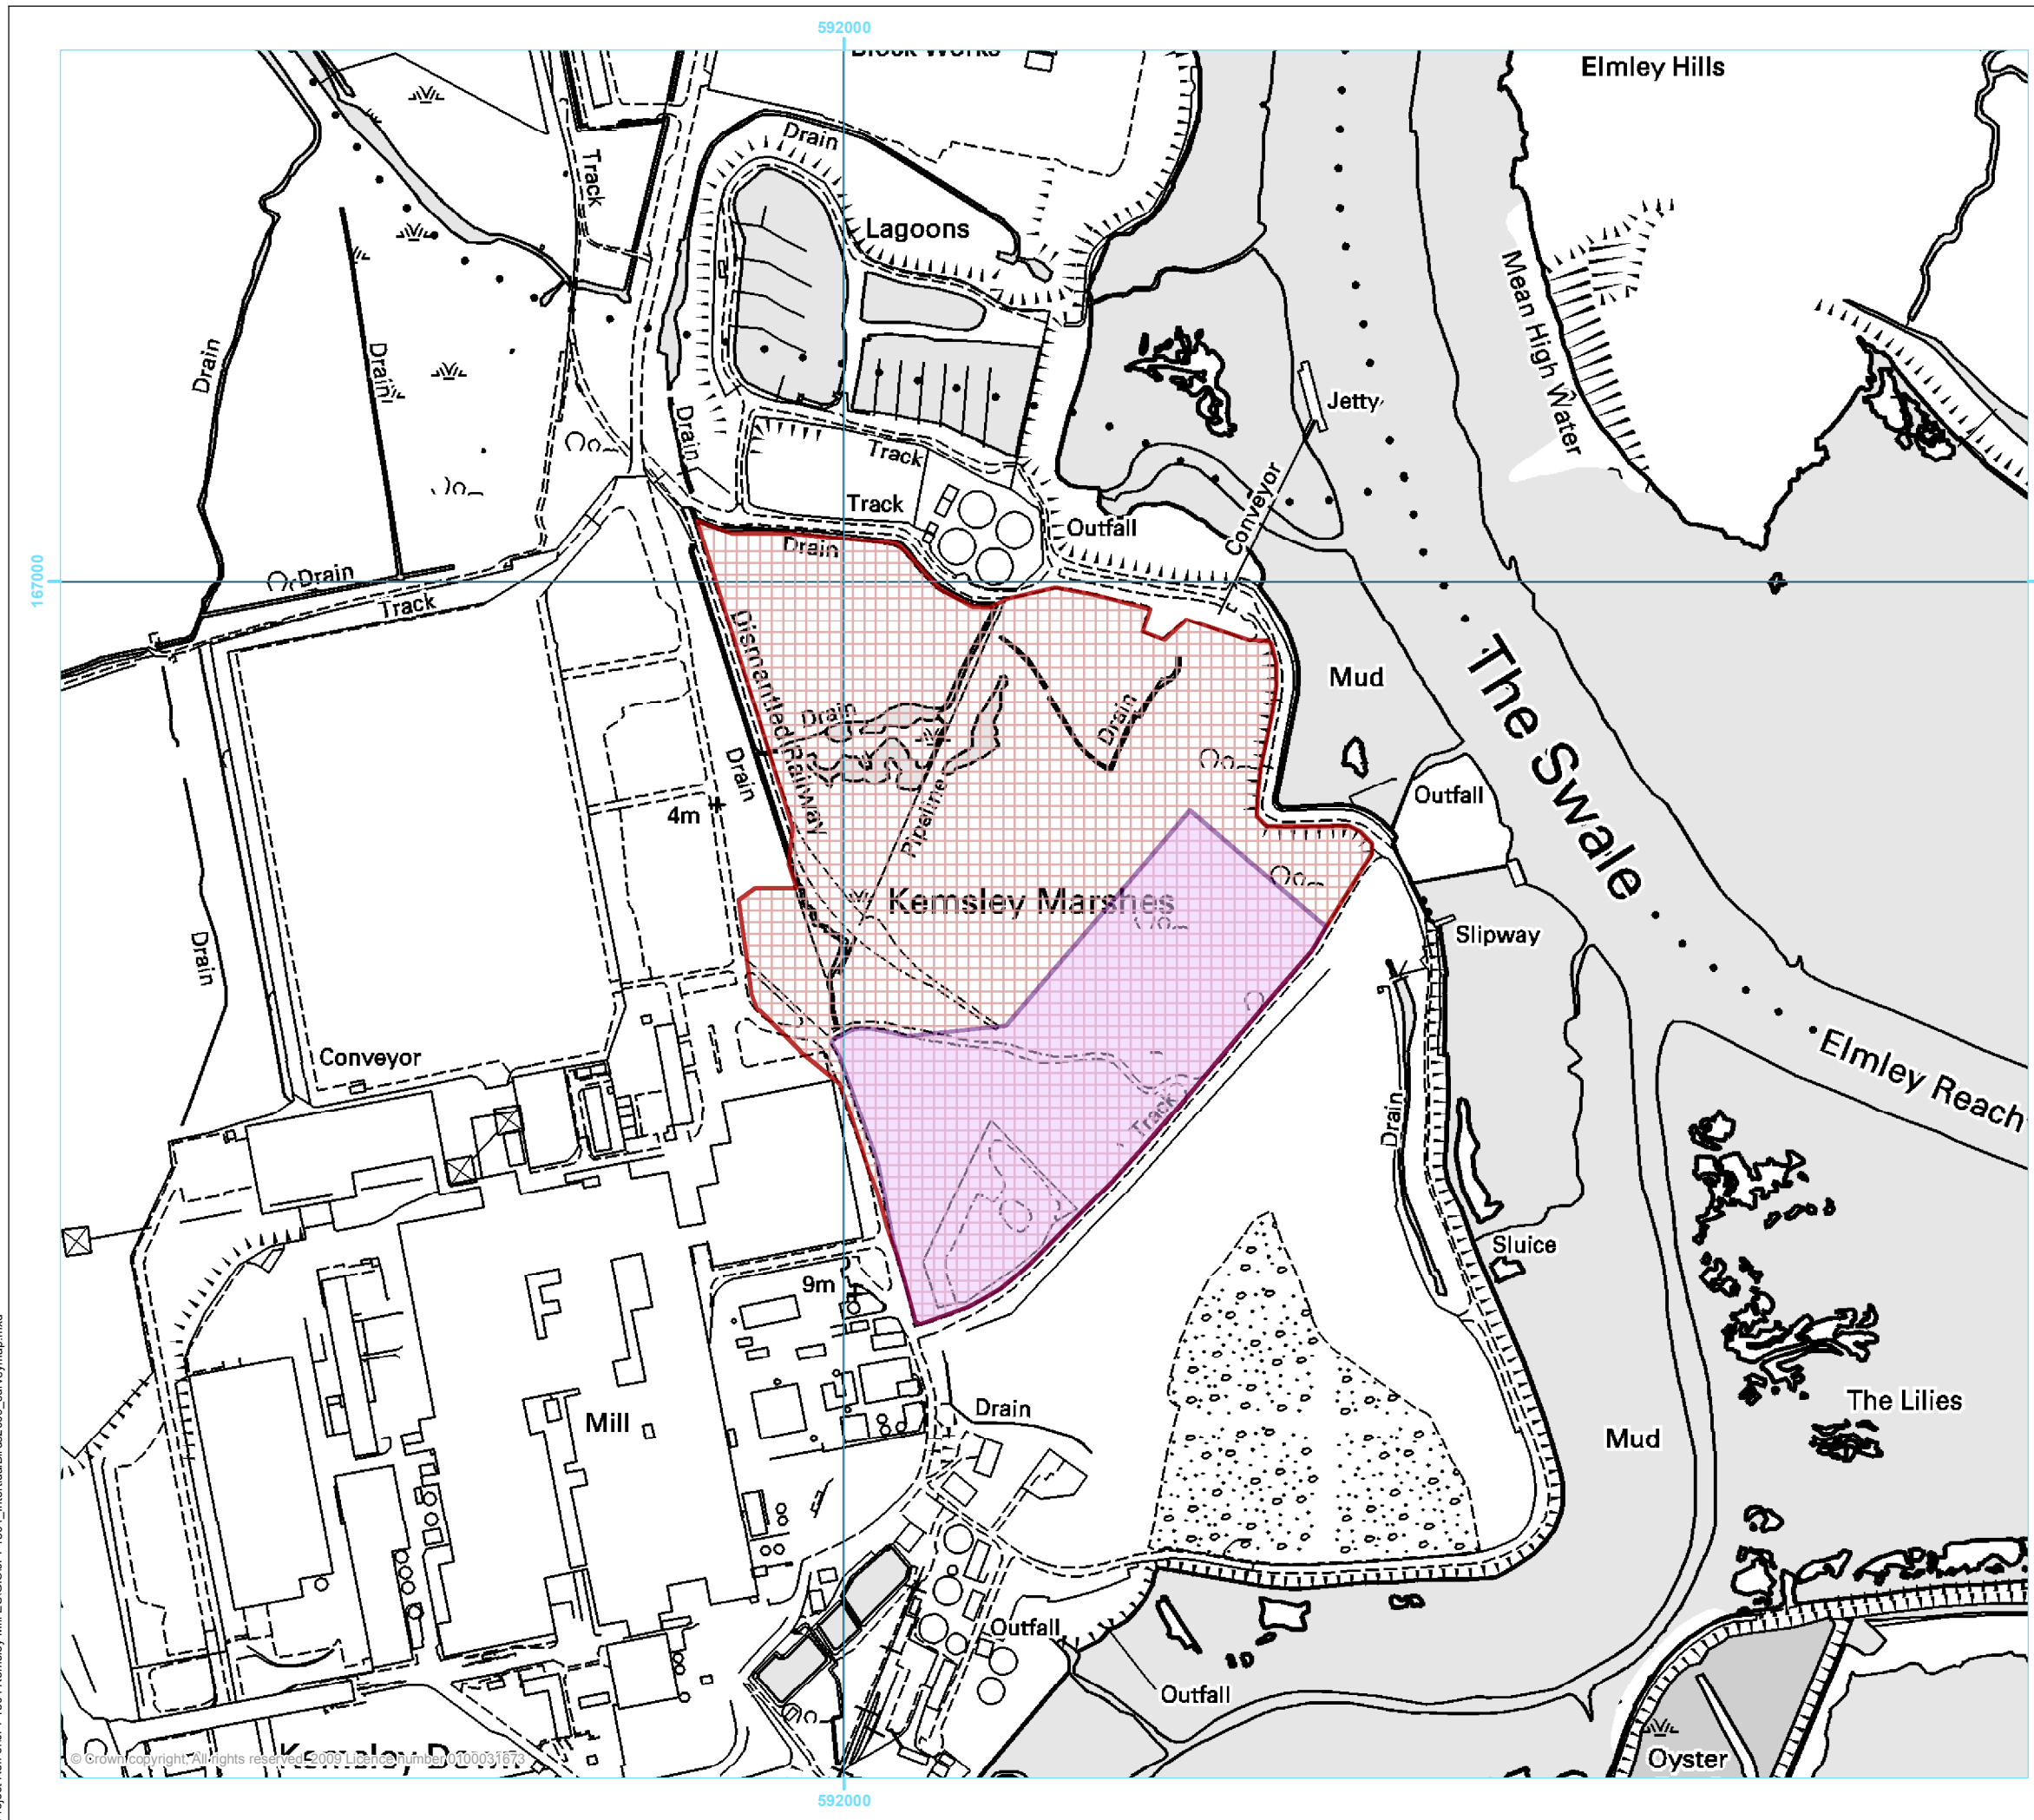 592000
Elmley Hills
Drain
Track
Lagoons
Mean High Water
Drain
Drain
Jetty
Drain
Track
Track
Conveyor
Outfall
Drain
167000
Drain
Track
Dismantled Railway
Mud
The Swale
Drain
Drain
Drain
Pipeline
4m
Outfall
Kemsley Marshes
Slipway
Drain
Elmley Reach
Conveyor
Track
Drain
Sluice
9m
The Lilies
Drain
Mill
Mud
Outfall
Outfall
Oyster
© Crown copyright, All rights reserved. 2009 Licence number 0100031673
592000